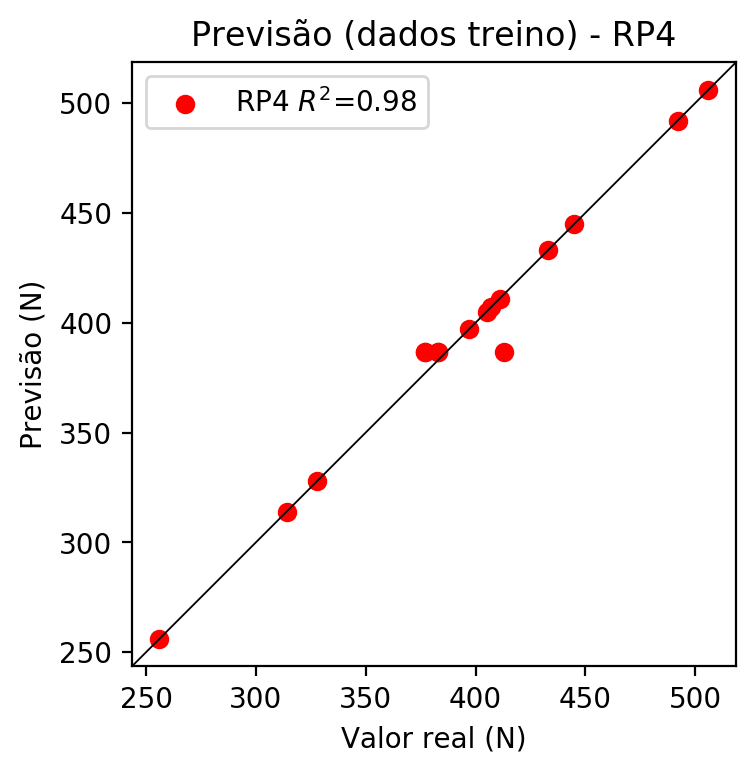 Previsão (dados treino) - RP4
RP4 R²=0.98
Previsão (N)
500
450
400
350
300
250
250 300 350 400 450 500
Valor real (N)